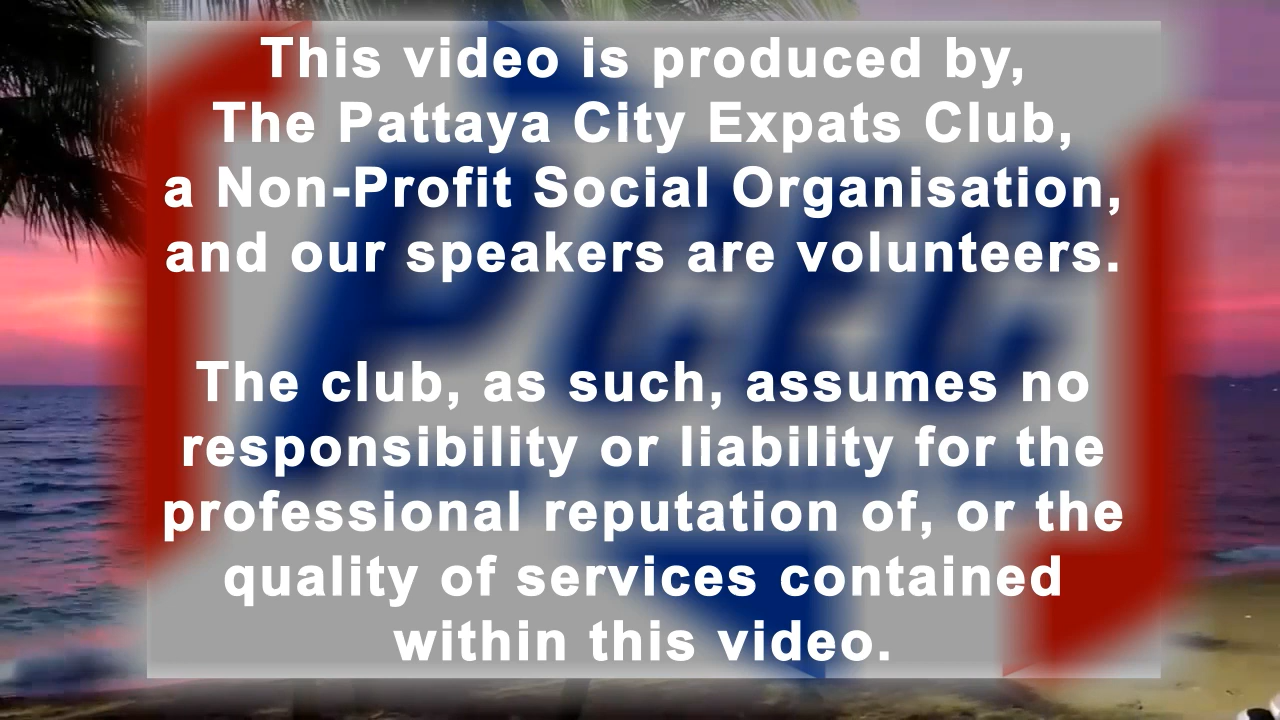 This video is produced by,
The Pattaya City Expats Club,
a Non-Profit Social Organisation,
and our speakers are volunteers.
The club, as such, assumes no
responsibility or liability for the
professional reputation of, or the
quality of services contained
within this video.